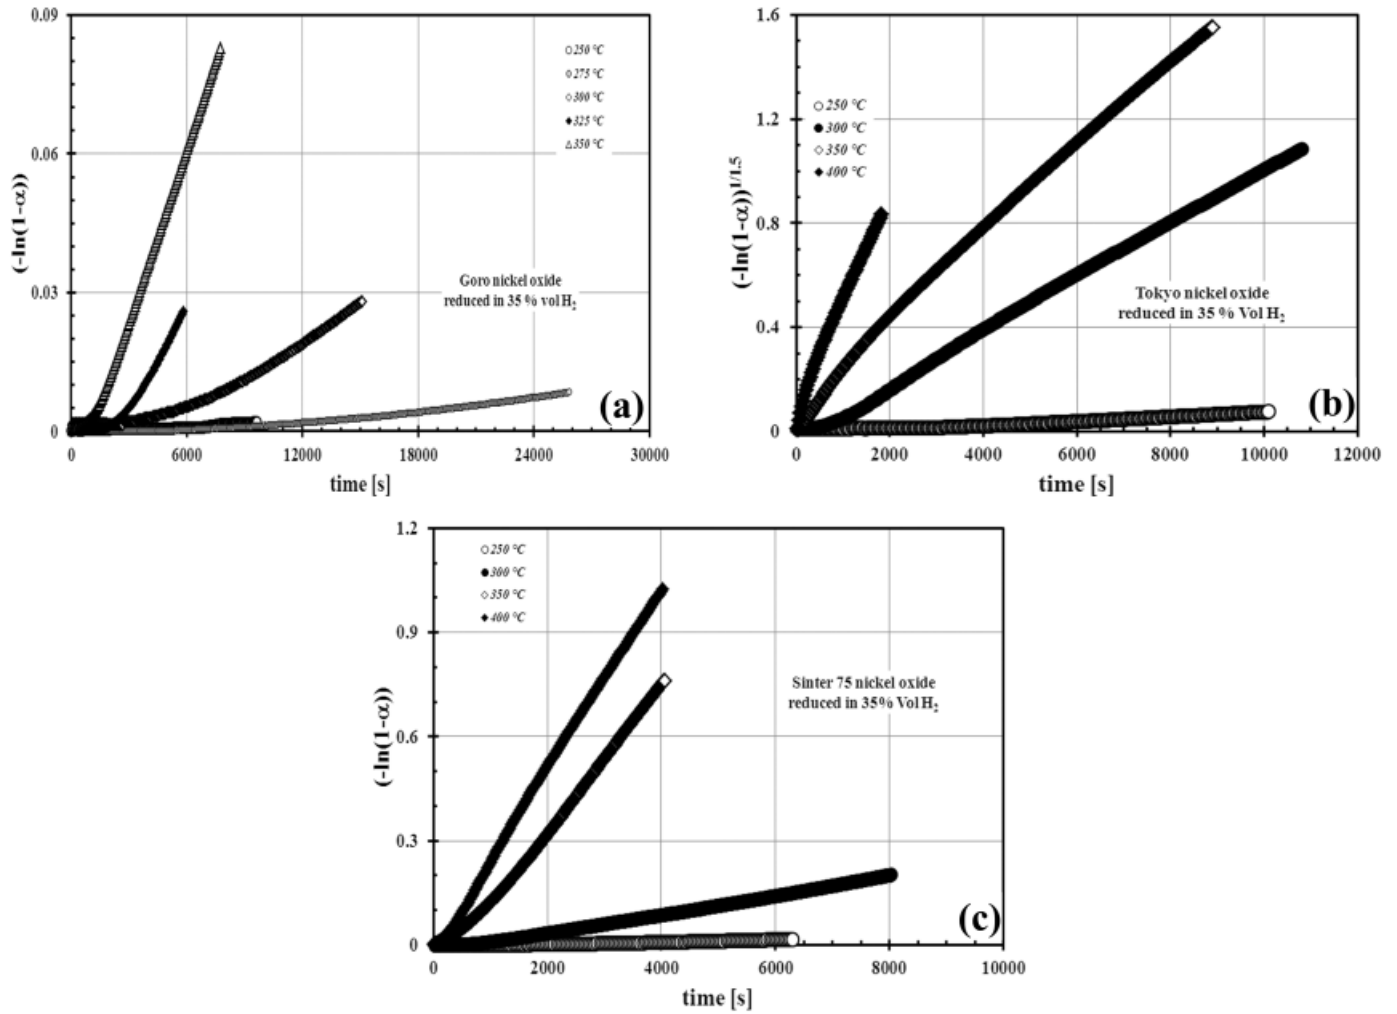 0.09
250 °C
275 °C
300 °C
325 °C
350 °C
0.06
(-ln(1-α))
0.03
Goro nickel oxide
reduced in 35 % vol H₂
(a)
0
0 6000 12000 18000 24000 30000
time [s]
1.6
250 °C
300 °C
350 °C
400 °C
1.2
(-ln(1-α))^1/1.5
0.8
Tokyo nickel oxide
reduced in 35 % Vol H₂
0.4
(b)
0
0 2000 4000 6000 8000 10000 12000
time [s]
1.2
250 °C
300 °C
350 °C
400 °C
0.9
Sinter 75 nickel oxide
reduced in 35% Vol H₂
(-ln(1-α))
0.6
0.3
(c)
0
0 2000 4000 6000 8000 10000
time [s]